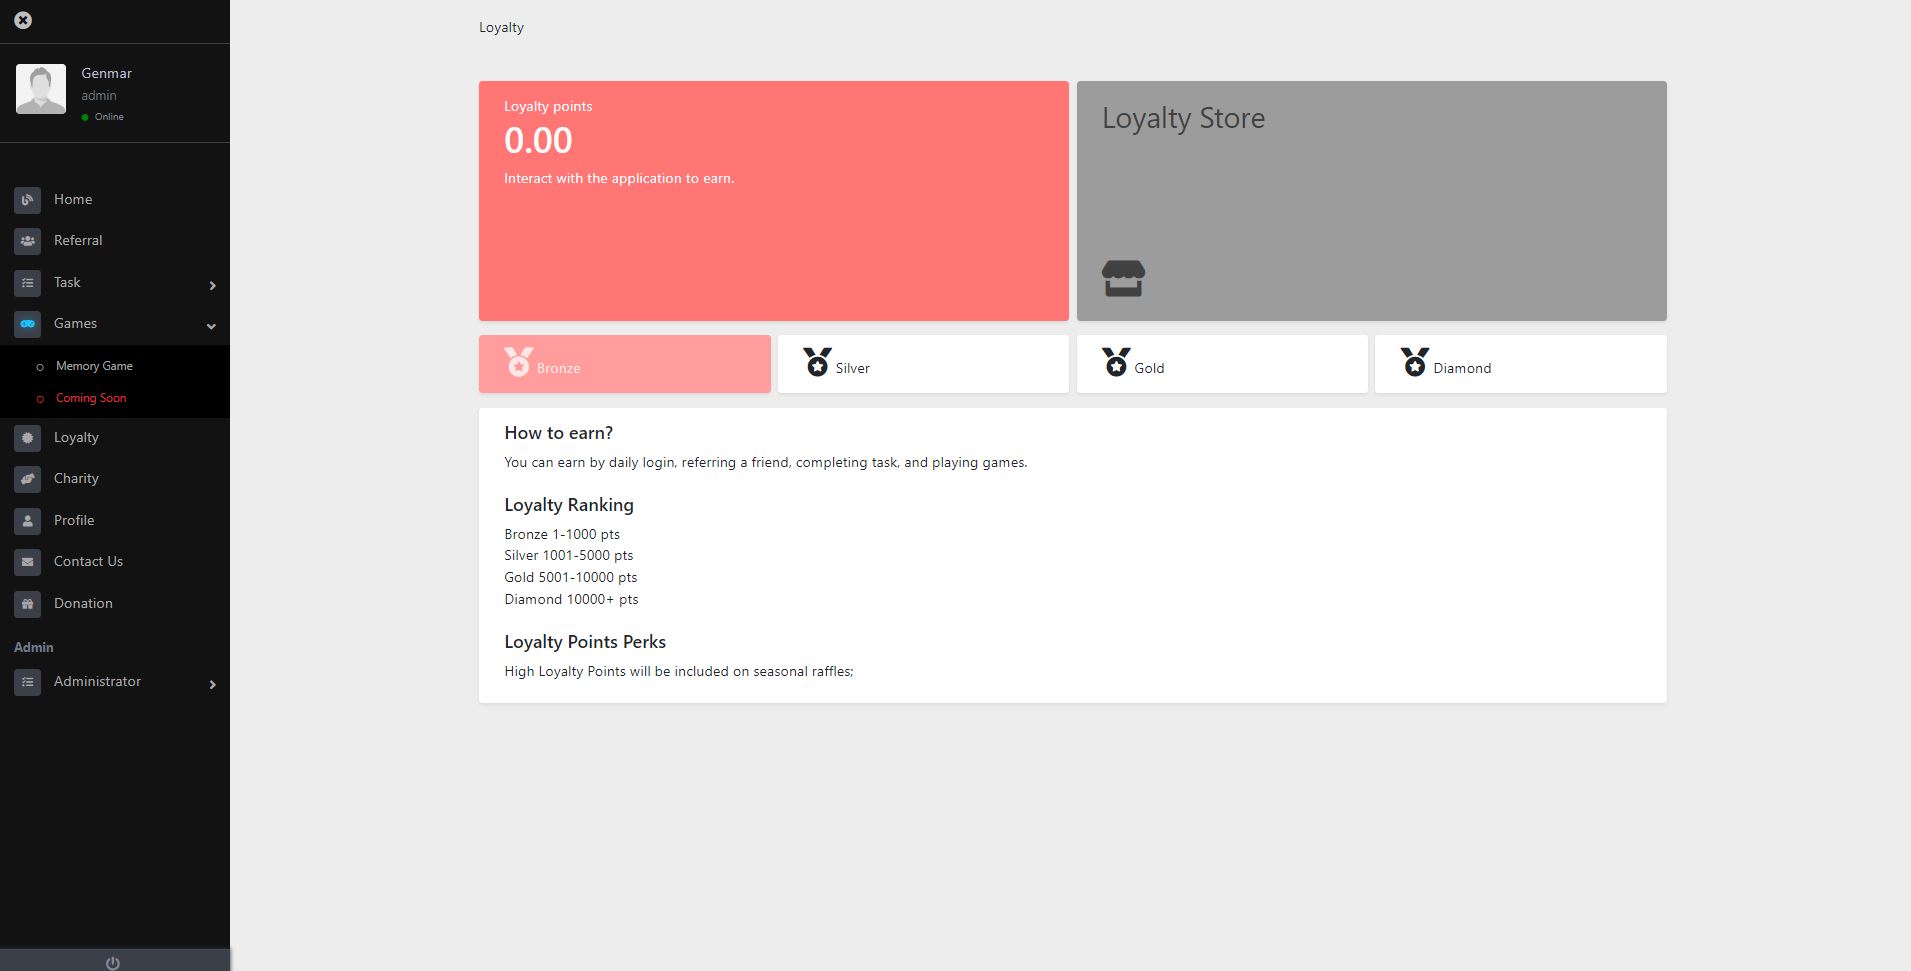 Genmar
admin
Online
Home
Referral
Task
Games
Memory Game
Coming Soon
Loyalty
Charity
Profile
Contact Us
Donation
Admin
Administrator
Loyalty
Loyalty points
0.00
Interact with the application to earn.
Loyalty Store
Bronze
Silver
Gold
Diamond
How to earn?
You can earn by daily login, referring a friend, completing task, and playing games.
Loyalty Ranking
Bronze 1-1000 pts
Silver 1001-5000 pts
Gold 5001-10000 pts
Diamond 10000+ pts
Loyalty Points Perks
High Loyalty Points will be included on seasonal raffles;